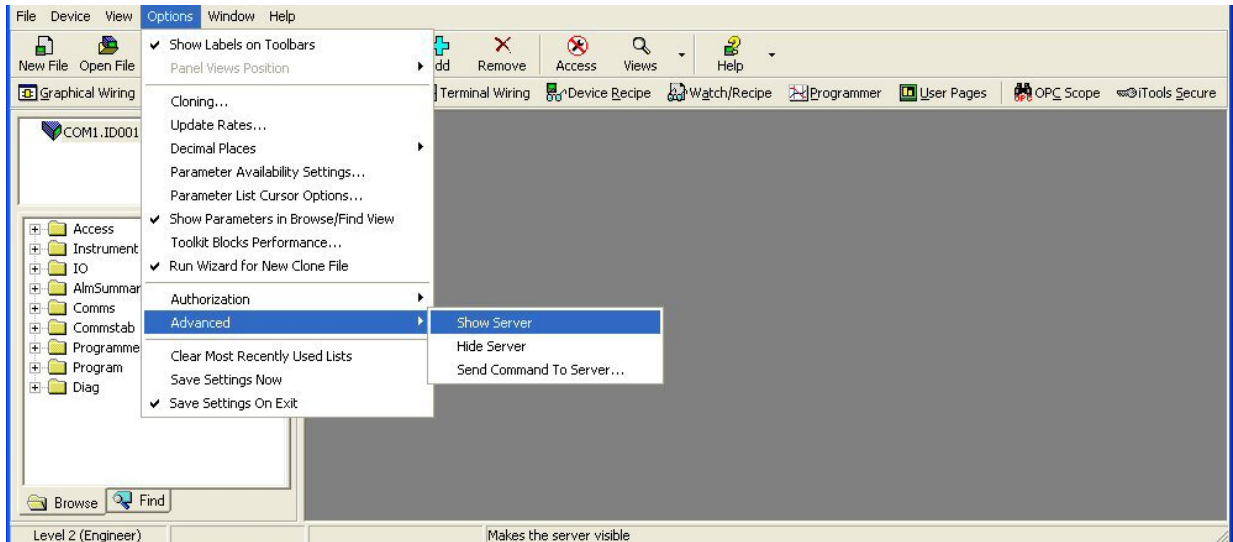 File Device View Options Window Help
New File Open File dd Remove Access Views Help
Graphical Wiring Terminal Wiring Device Recipe Watch/Recipe Programmer User Pages OPC Scope iTools Secure
Show Labels on Toolbars
Panel Views Position
Cloning...
Update Rates...
Decimal Places
Parameter Availability Settings...
Parameter List Cursor Options...
Show Parameters in Browse/Find View
Toolkit Blocks Performance...
Run Wizard for New Clone File
Authorization
Advanced
Clear Most Recently Used Lists
Save Settings Now
Save Settings On Exit
Show Server
Hide Server
Send Command To Server...
COM1.ID001
Access
Instrument
IO
AlmSummar
Comms
Commstab
Programme
Program
Diag
Browse Find
Level 2 (Engineer) Makes the server visible